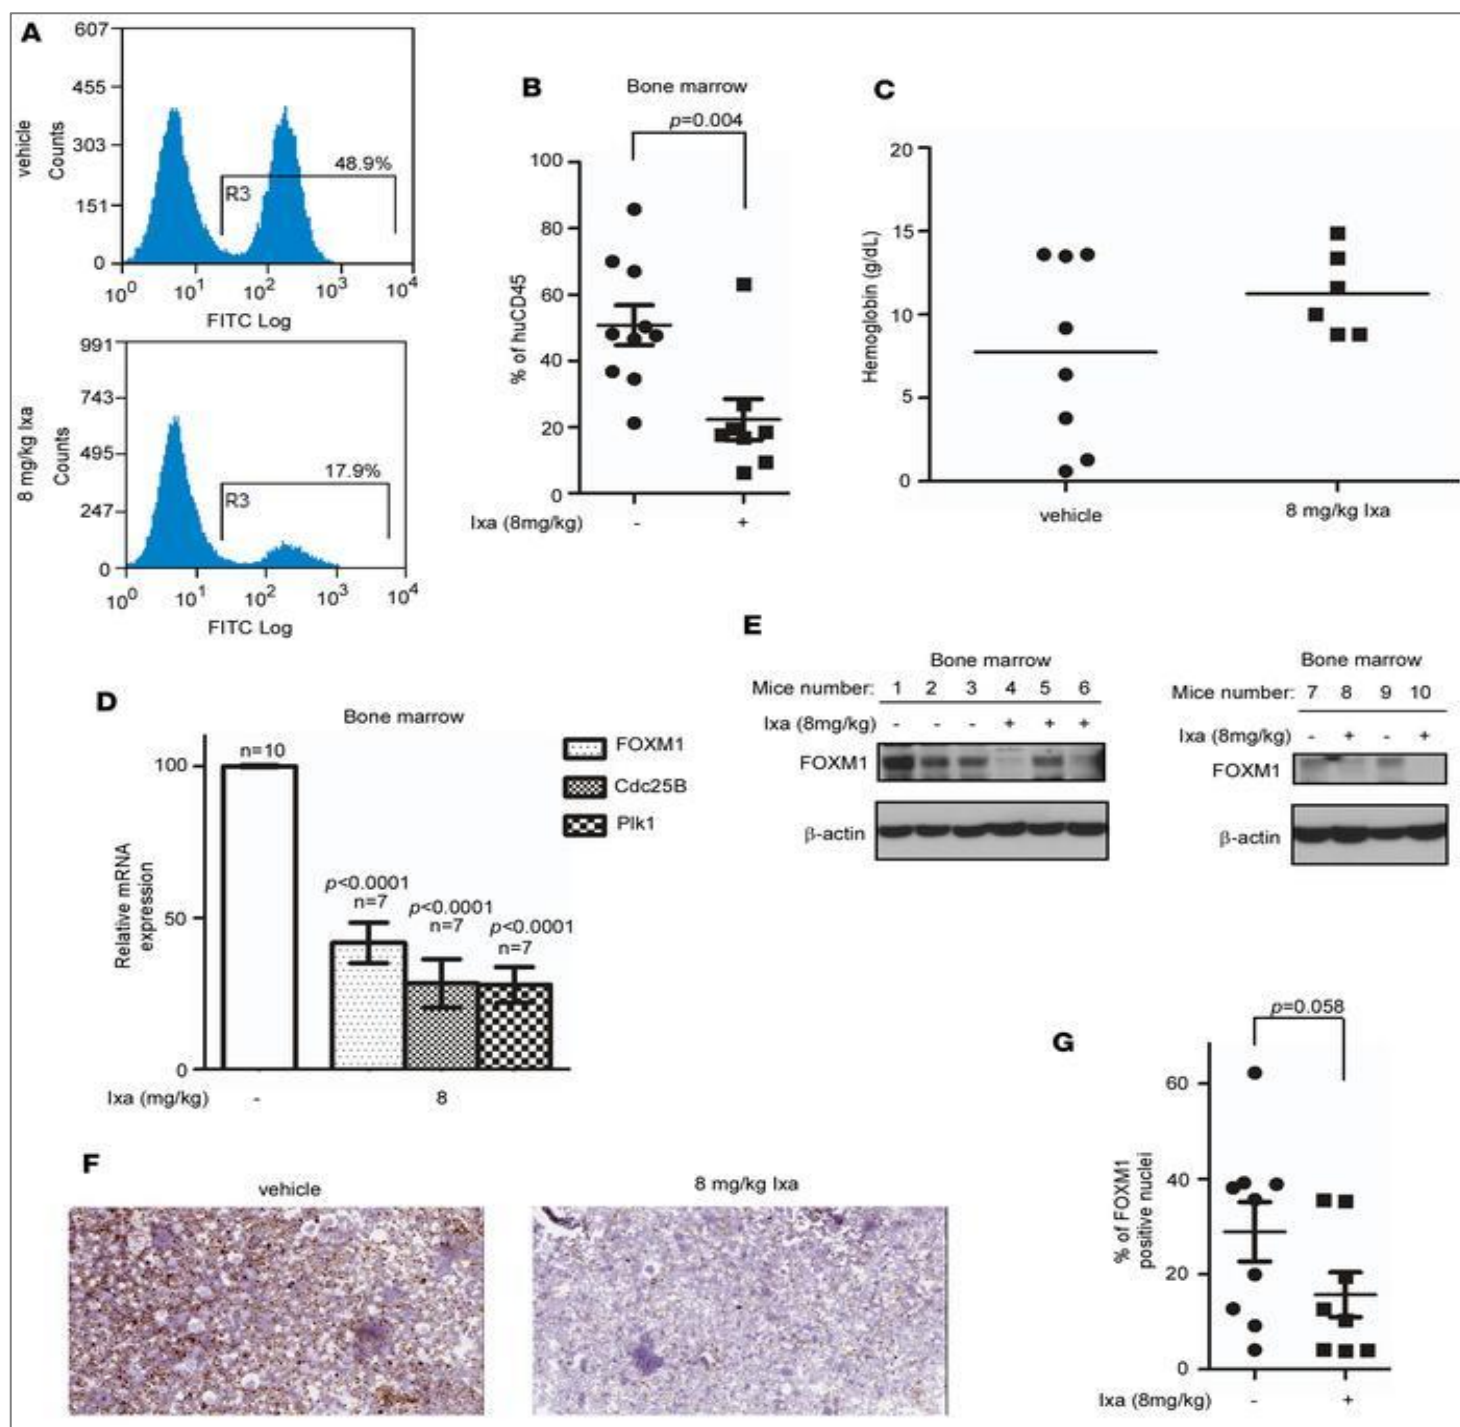 A
607
455
303
151
0
vehicle
Counts
48.9%
R3
10^0 10^1 10^2 10^3 10^4
FITC Log
991
743
495
247
0
8 mg/kg Ixa
Counts
17.9%
R3
10^0 10^1 10^2 10^3 10^4
FITC Log
B
Bone marrow
p=0.004
100
80
60
40
20
0
% of huCD45
Ixa (8mg/kg) - +
C
20
15
10
5
0
Hemoglobin (g/dL)
vehicle 8 mg/kg Ixa
D
Bone marrow
n=10
100
50
0
Relative mRNA
expression
p<0.0001
n=7
p<0.0001
n=7
p<0.0001
n=7
FOXM1
Cdc25B
Plk1
Ixa (mg/kg) - 8
E
Bone marrow
Mice number: 1 2 3 4 5 6
Ixa (8mg/kg) - - - + + +
FOXM1
β-actin
Bone marrow
Mice number: 7 8 9 10
Ixa (8mg/kg) - + - +
FOXM1
β-actin
F
vehicle
8 mg/kg Ixa
G
p=0.058
60
40
20
0
% of FOXM1
positive nuclei
Ixa (8mg/kg) - +